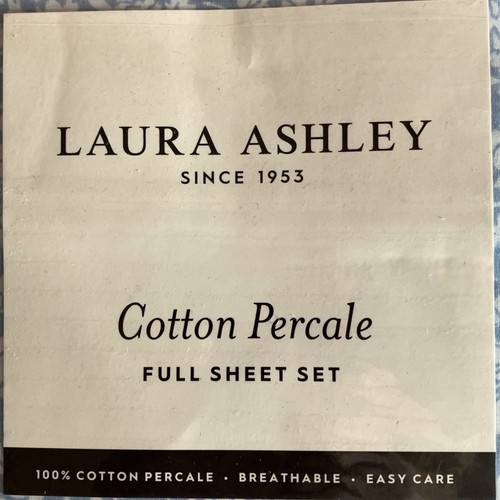 LAURA ASHLEY
SINCE 1953
Cotton Percale
FULL SHEET SET
100% COTTON PERCALE • BREATHABLE • EASY CARE